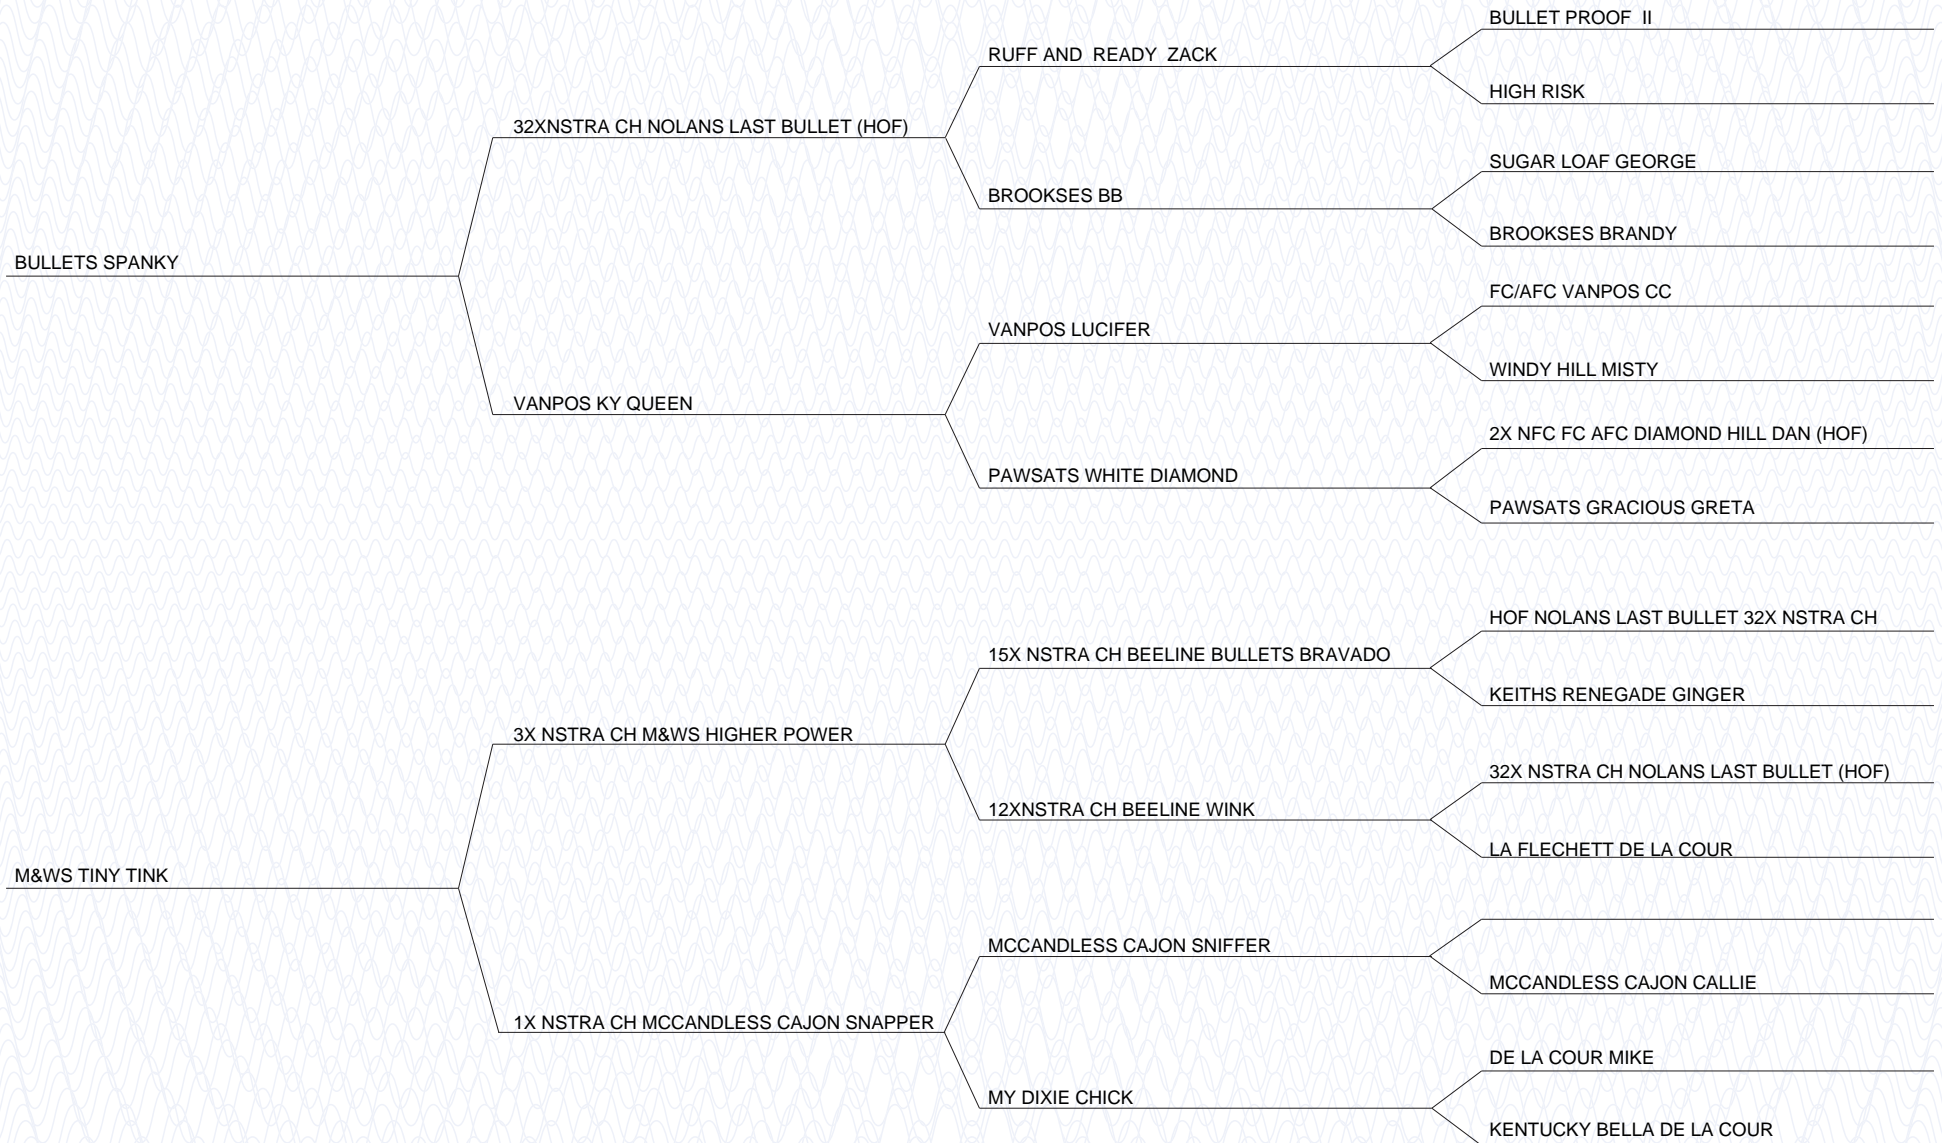 BULLET PROOF  II
RUFF AND  READY  ZACK
HIGH RISK
32XNSTRA CH NOLANS LAST BULLET (HOF)
SUGAR LOAF GEORGE
BROOKSES BB
BROOKSES BRANDY
BULLETS SPANKY
FC/AFC VANPOS CC
VANPOS LUCIFER
WINDY HILL MISTY
VANPOS KY QUEEN
2X NFC FC AFC DIAMOND HILL DAN (HOF)
PAWSATS WHITE DIAMOND
PAWSATS GRACIOUS GRETA
HOF NOLANS LAST BULLET 32X NSTRA CH
15X NSTRA CH BEELINE BULLETS BRAVADO
KEITHS RENEGADE GINGER
3X NSTRA CH M&WS HIGHER POWER
32X NSTRA CH NOLANS LAST BULLET (HOF)
12XNSTRA CH BEELINE WINK
LA FLECHETT DE LA COUR
M&WS TINY TINK
MCCANDLESS CAJON SNIFFER
MCCANDLESS CAJON CALLIE
1X NSTRA CH MCCANDLESS CAJON SNAPPER
DE LA COUR MIKE
MY DIXIE CHICK
KENTUCKY BELLA DE LA COUR